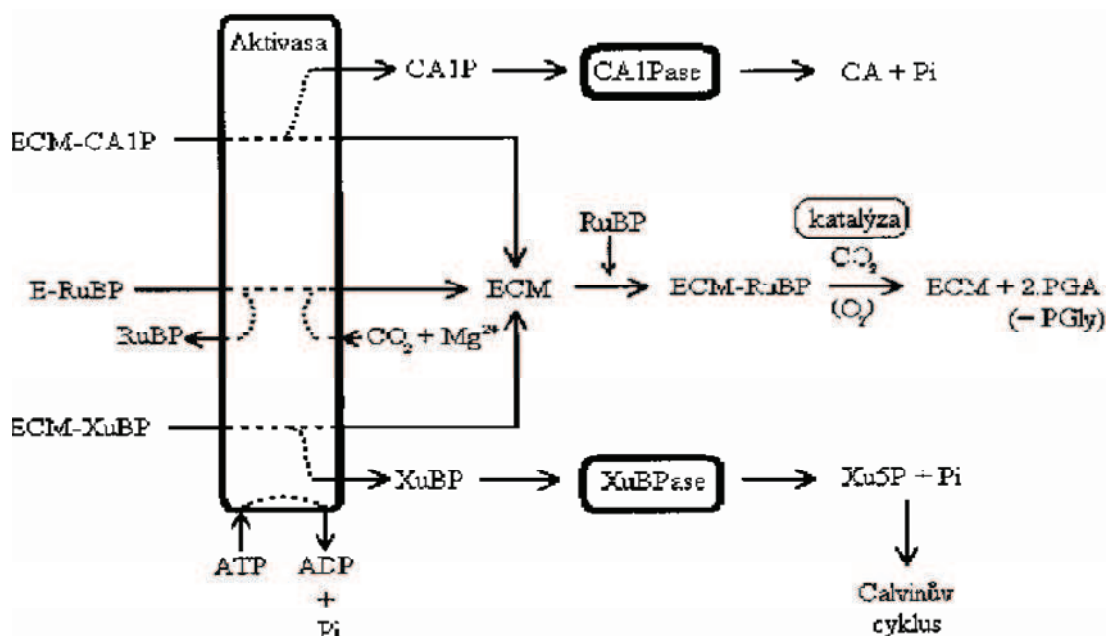 Aktivasa
CA1P
CA1Pase
CA + Pi
ECM-CA1P
RuBP
katalýza
CO₂
E-RuBP
ECM
ECM-RuBP
(O₂)
ECM + 2.PGA
(– PGly)
RuBP
CO₂ + Mg²⁺
ECM-XuBP
XuBP
XuBPase
Xu5P + Pi
ATP
ADP
+
Pi
Calvinův
cyklus